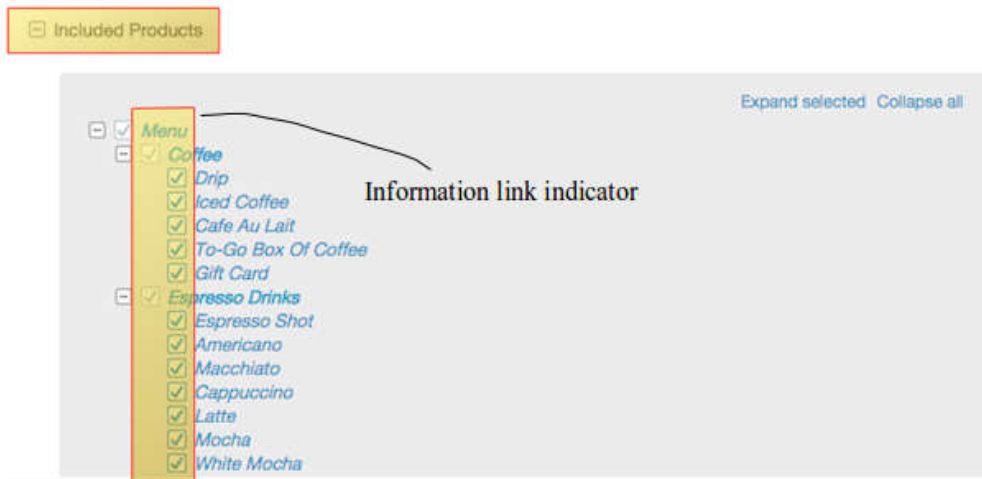 Included Products
Expand selected Collapse all
Menu
Coffee
Drip
Information link indicator
Iced Coffee
Cafe Au Lait
To-Go Box Of Coffee
Gift Card
Espresso Drinks
Espresso Shot
Americano
Macchiato
Cappuccino
Latte
Mocha
White Mocha